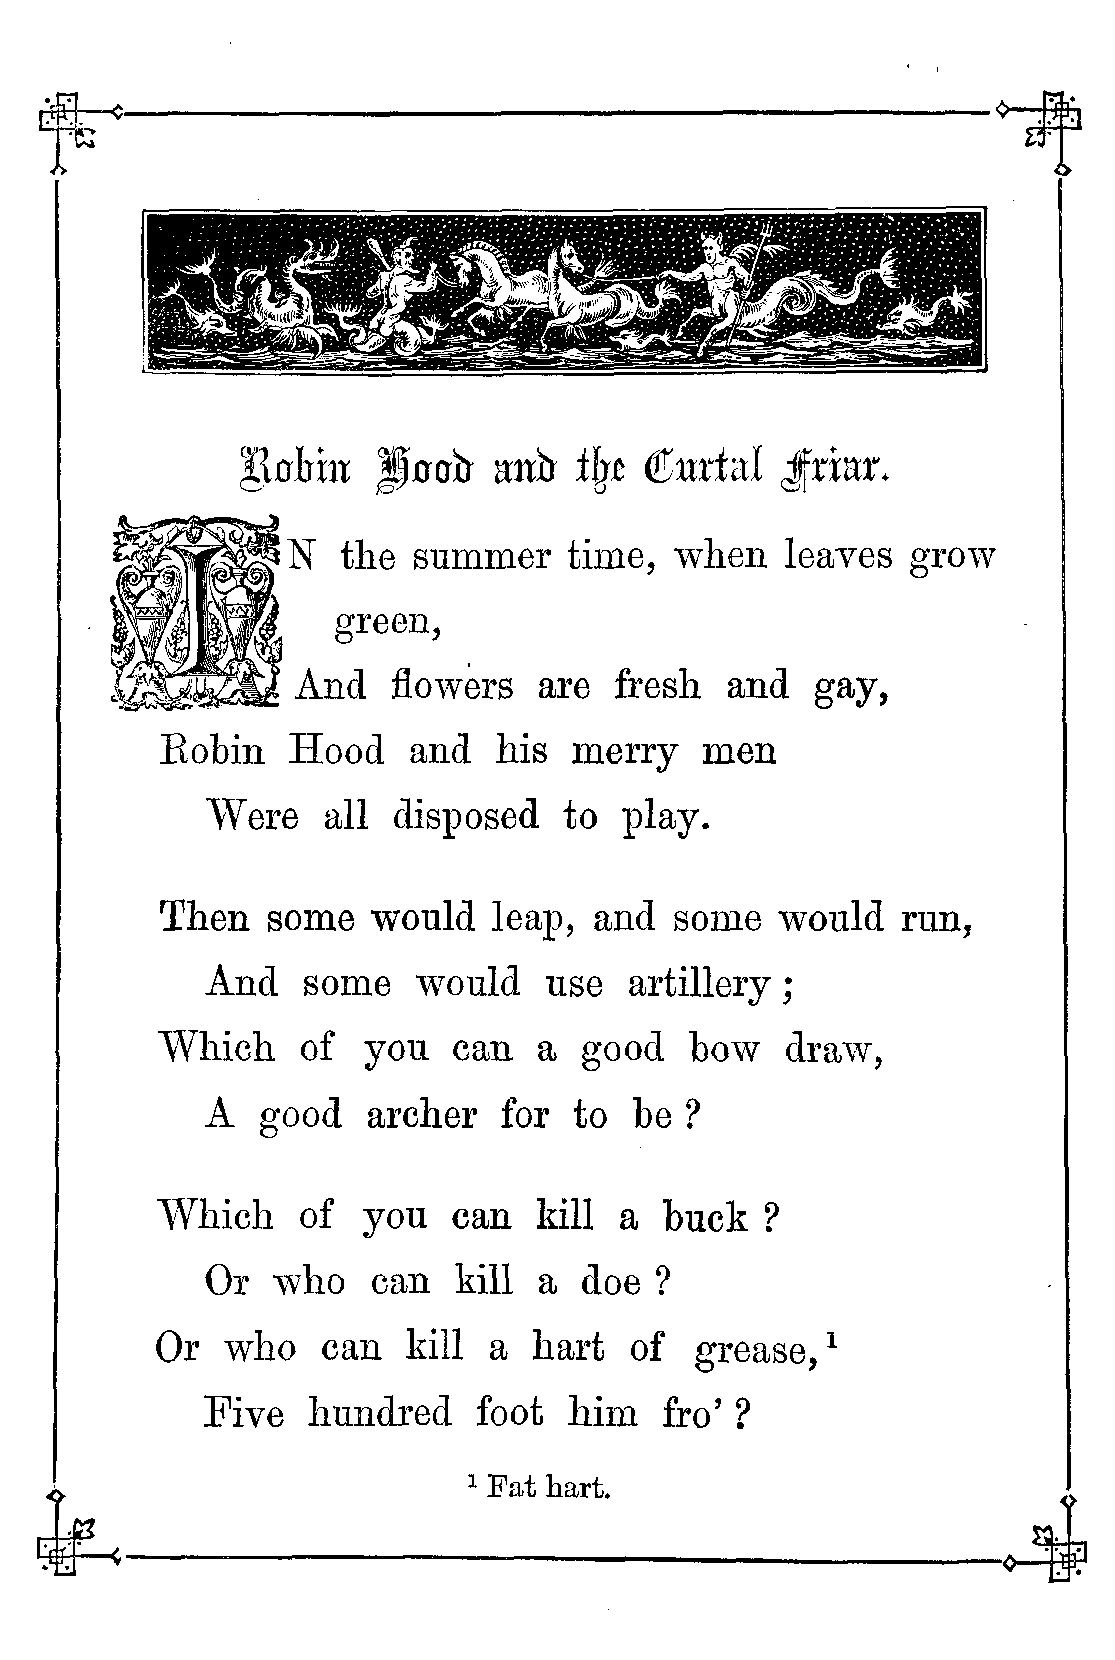 Robin Hood and the Curtal Friar.
IN the summer time, when leaves grow
green,
And flowers are fresh and gay,
Robin Hood and his merry men
Were all disposed to play.
Then some would leap, and some would run,
And some would use artillery ;
Which of you can a good bow draw,
A good archer for to be ?
Which of you can kill a buck ?
Or who can kill a doe ?
Or who can kill a hart of grease,¹
Five hundred foot him fro’ ?
¹ Fat hart.